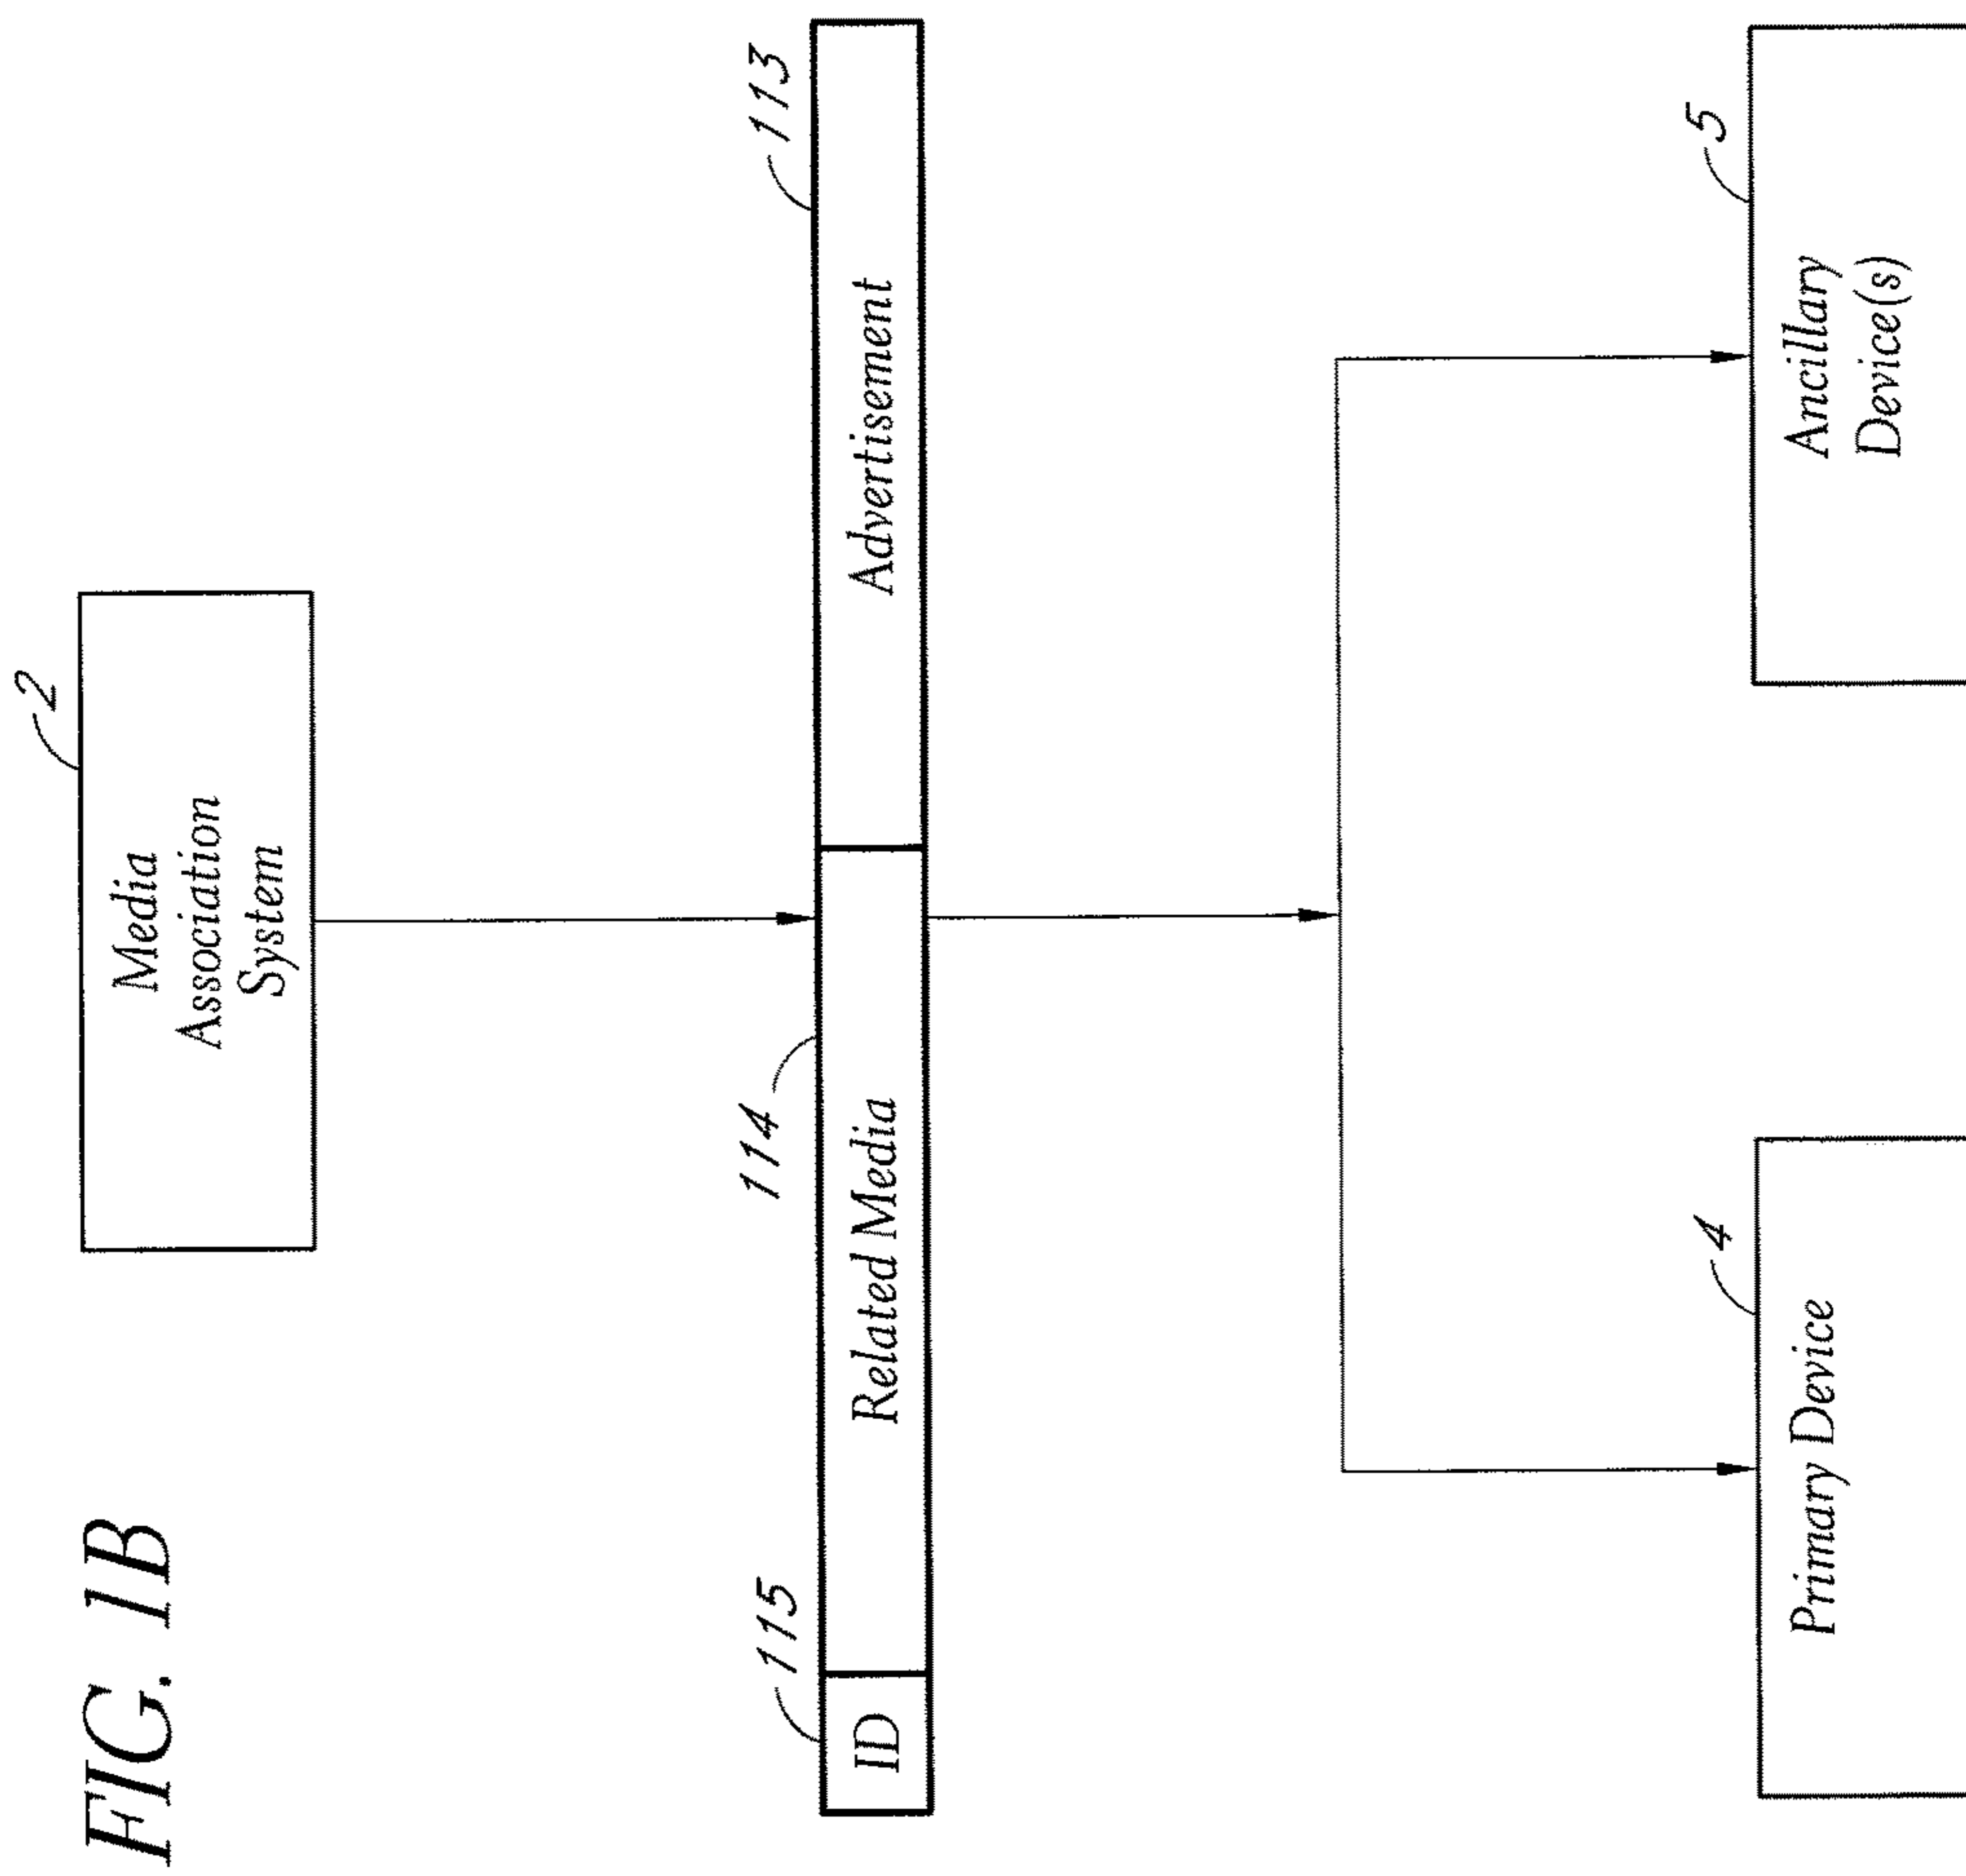 FIG. 1B
2
Media
Association
System
115
114
113
ID
Related Media
Advertisement
4
5
Primary Device
Ancillary
Device(s)